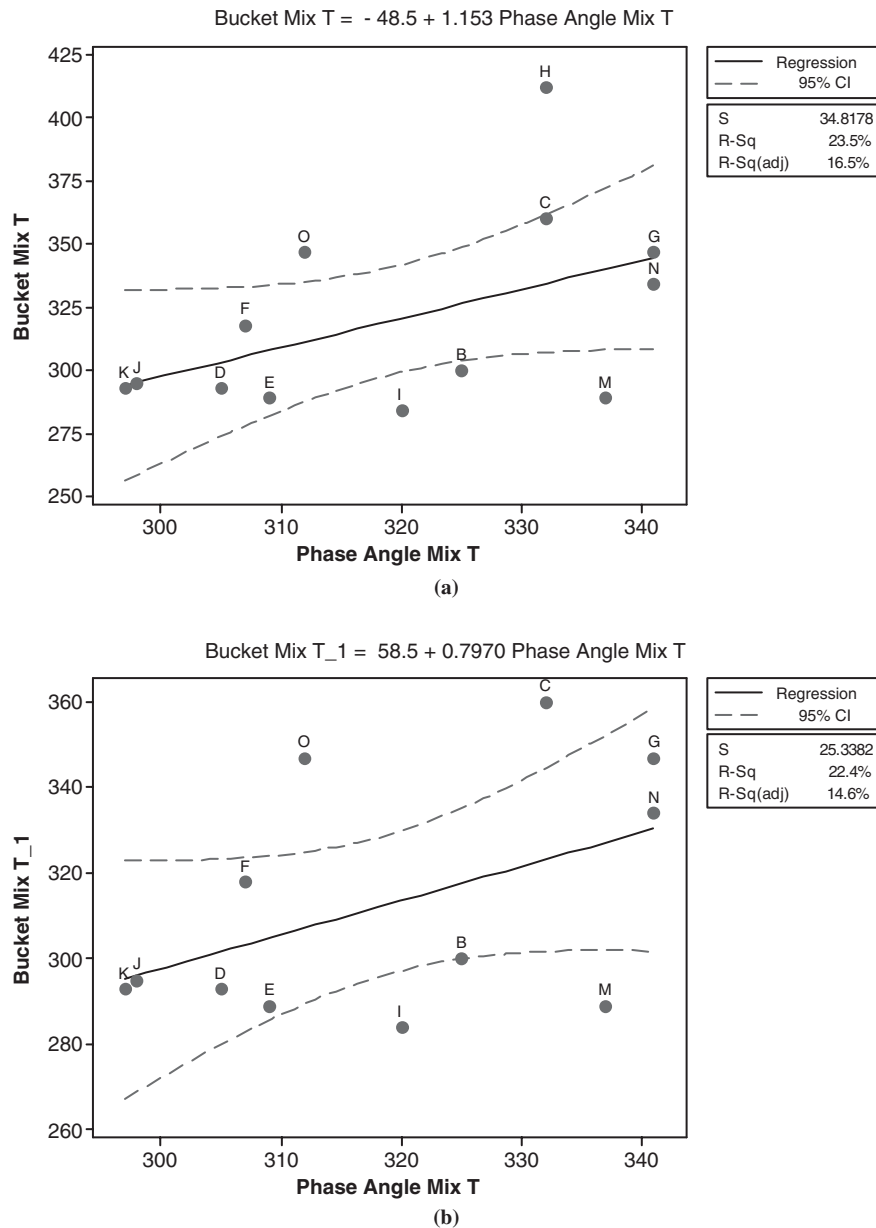 Bucket Mix T = - 48.5 + 1.153 Phase Angle Mix T
425
400
375
350
325
300
275
250
Bucket Mix T
H
C
O
G
N
F
K
J
D
E
B
I
M
300
310
320
330
340
Phase Angle Mix T
Regression
95% CI
S 34.8178
R-Sq 23.5%
R-Sq(adj) 16.5%
(a)
Bucket Mix T_1 = 58.5 + 0.7970 Phase Angle Mix T
360
340
320
300
280
260
Bucket Mix T_1
C
O
G
N
F
K
J
D
E
B
I
M
300
310
320
330
340
Phase Angle Mix T
Regression
95% CI
S 25.3382
R-Sq 22.4%
R-Sq(adj) 14.6%
(b)